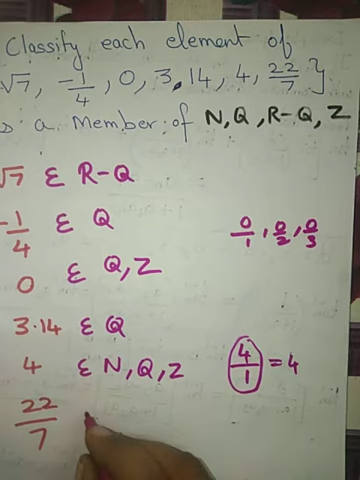 Classify each element of
√7, -1/4, 0, 3.14, 4, 22/7 }
a Member of N, Q, R-Q, Z
√7 ε R-Q
-1/4 ε Q
0/1, 0/2, 0/3
0 ε Q, Z
3.14 ε Q
4 ε N, Q, Z
4/1 = 4
22/7